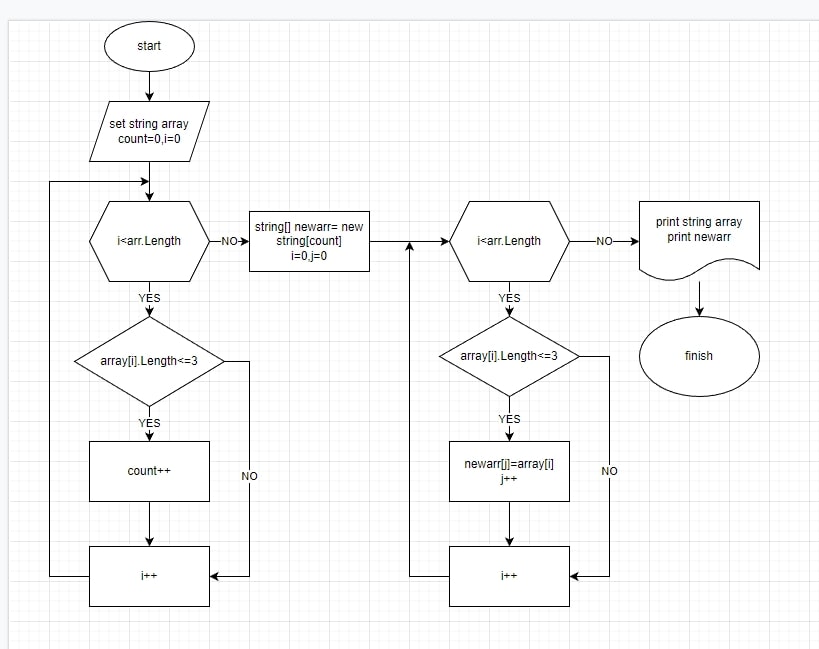 start
set string array
count=0,i=0
i<arr.Length
NO
string[] newarr= new
string[count]
i=0,j=0
YES
array[i].Length<=3
YES
NO
count++
i++
i<arr.Length
NO
print string array
print newarr
YES
array[i].Length<=3
finish
YES
NO
newarr[j]=array[i]
j++
i++